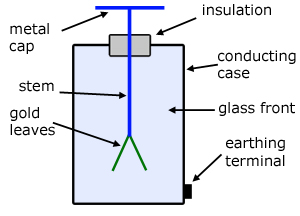 metal
cap
insulation
conducting
case
stem
glass front
gold
leaves
earthing
terminal